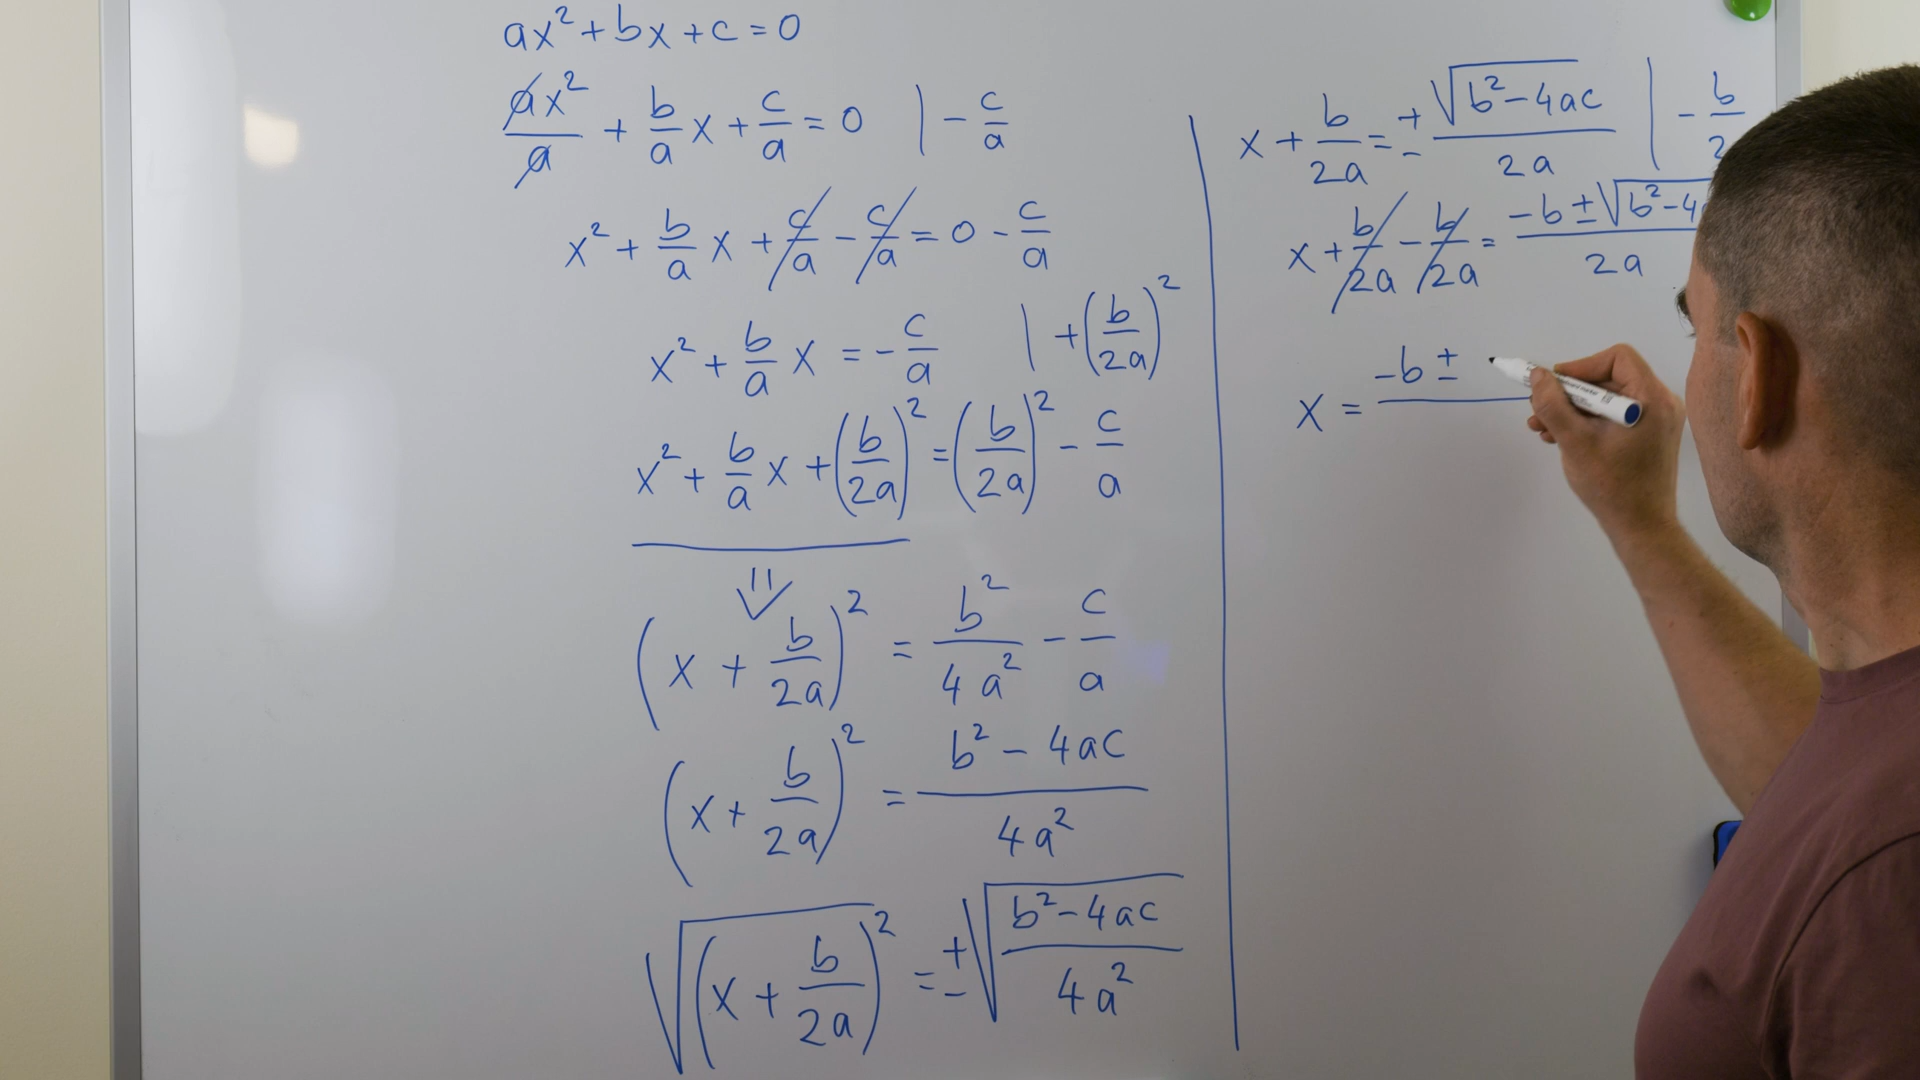 ax² + bx + c = 0
ax²/a + b/a x + c/a = 0 | - c/a
x² + b/a x + c/a - c/a = 0 - c/a
x² + b/a x = - c/a | + (b/2a)²
x² + b/a x + (b/2a)² = (b/2a)² - c/a
(x + b/2a)² = b²/4a² - c/a
(x + b/2a)² = (b² - 4ac)/4a²
√(x + b/2a)² = ± √((b² - 4ac)/4a²)
x + b/2a = ± √(b² - 4ac)/2a | - b/2
x + b/2a - b/2a = (-b ± √(b² - 4)/2a
x = -b ±